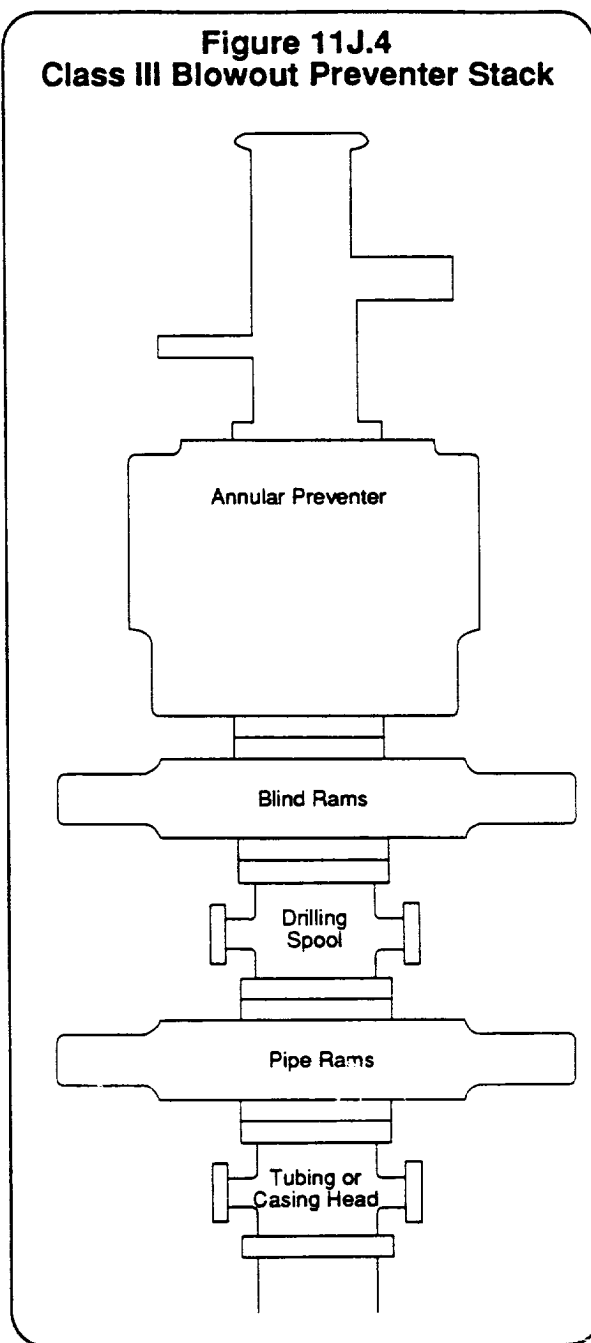 Figure 11J.4
Class III Blowout Preventer Stack
Annular Preventer
Blind Rams
Drilling
Spool
Pipe Rams
Tubing or
Casing Head